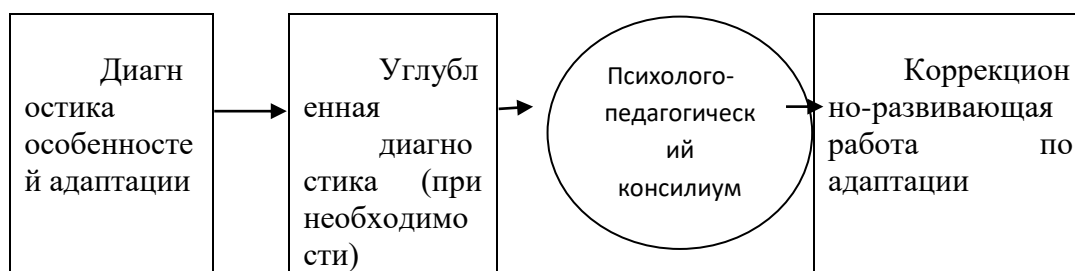 Диагн
остика
особенносте
й адаптации
Углубл
енная
диагно
стика (при
необходимо
сти)
Психолого-
педагогическ
ий
консилиум
Коррекцион
но-развивающая
работа по
адаптации